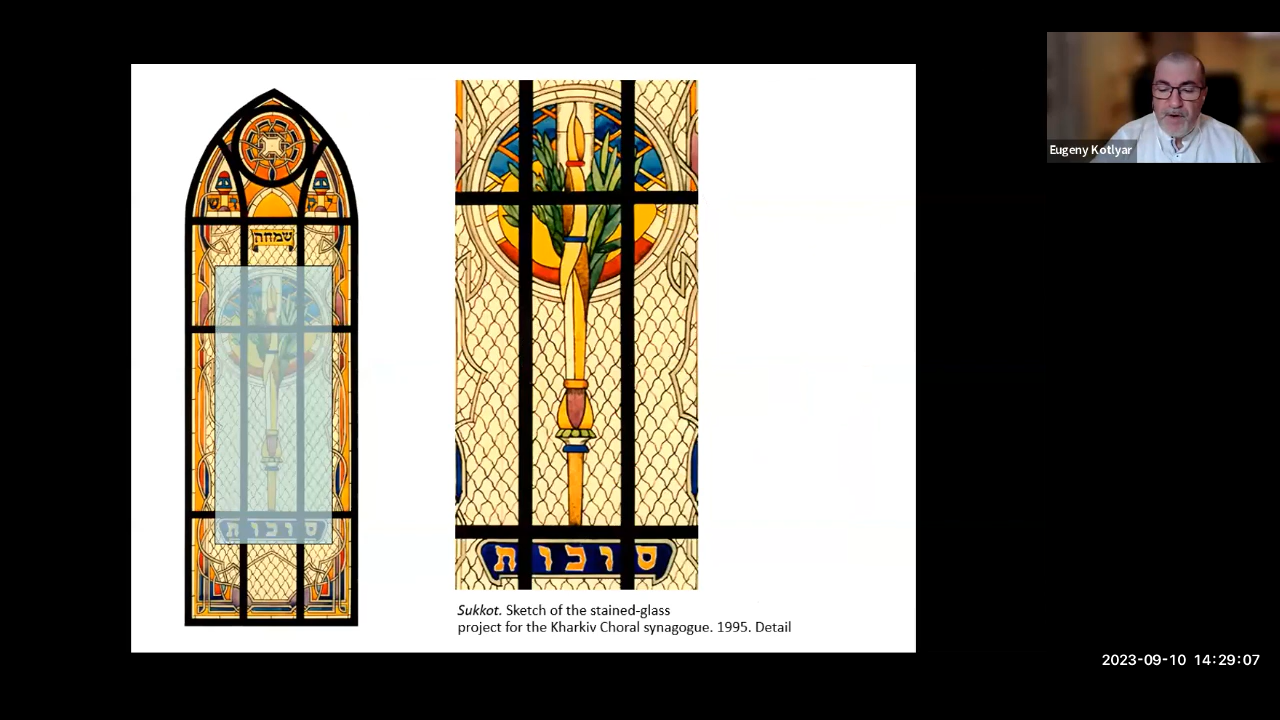 שמחה
סוכות
סוכות
Sukkot. Sketch of the stained-glass
project for the Kharkiv Choral synagogue. 1995. Detail
Eugeny Kotlyar
2023-09-10 14:29:07